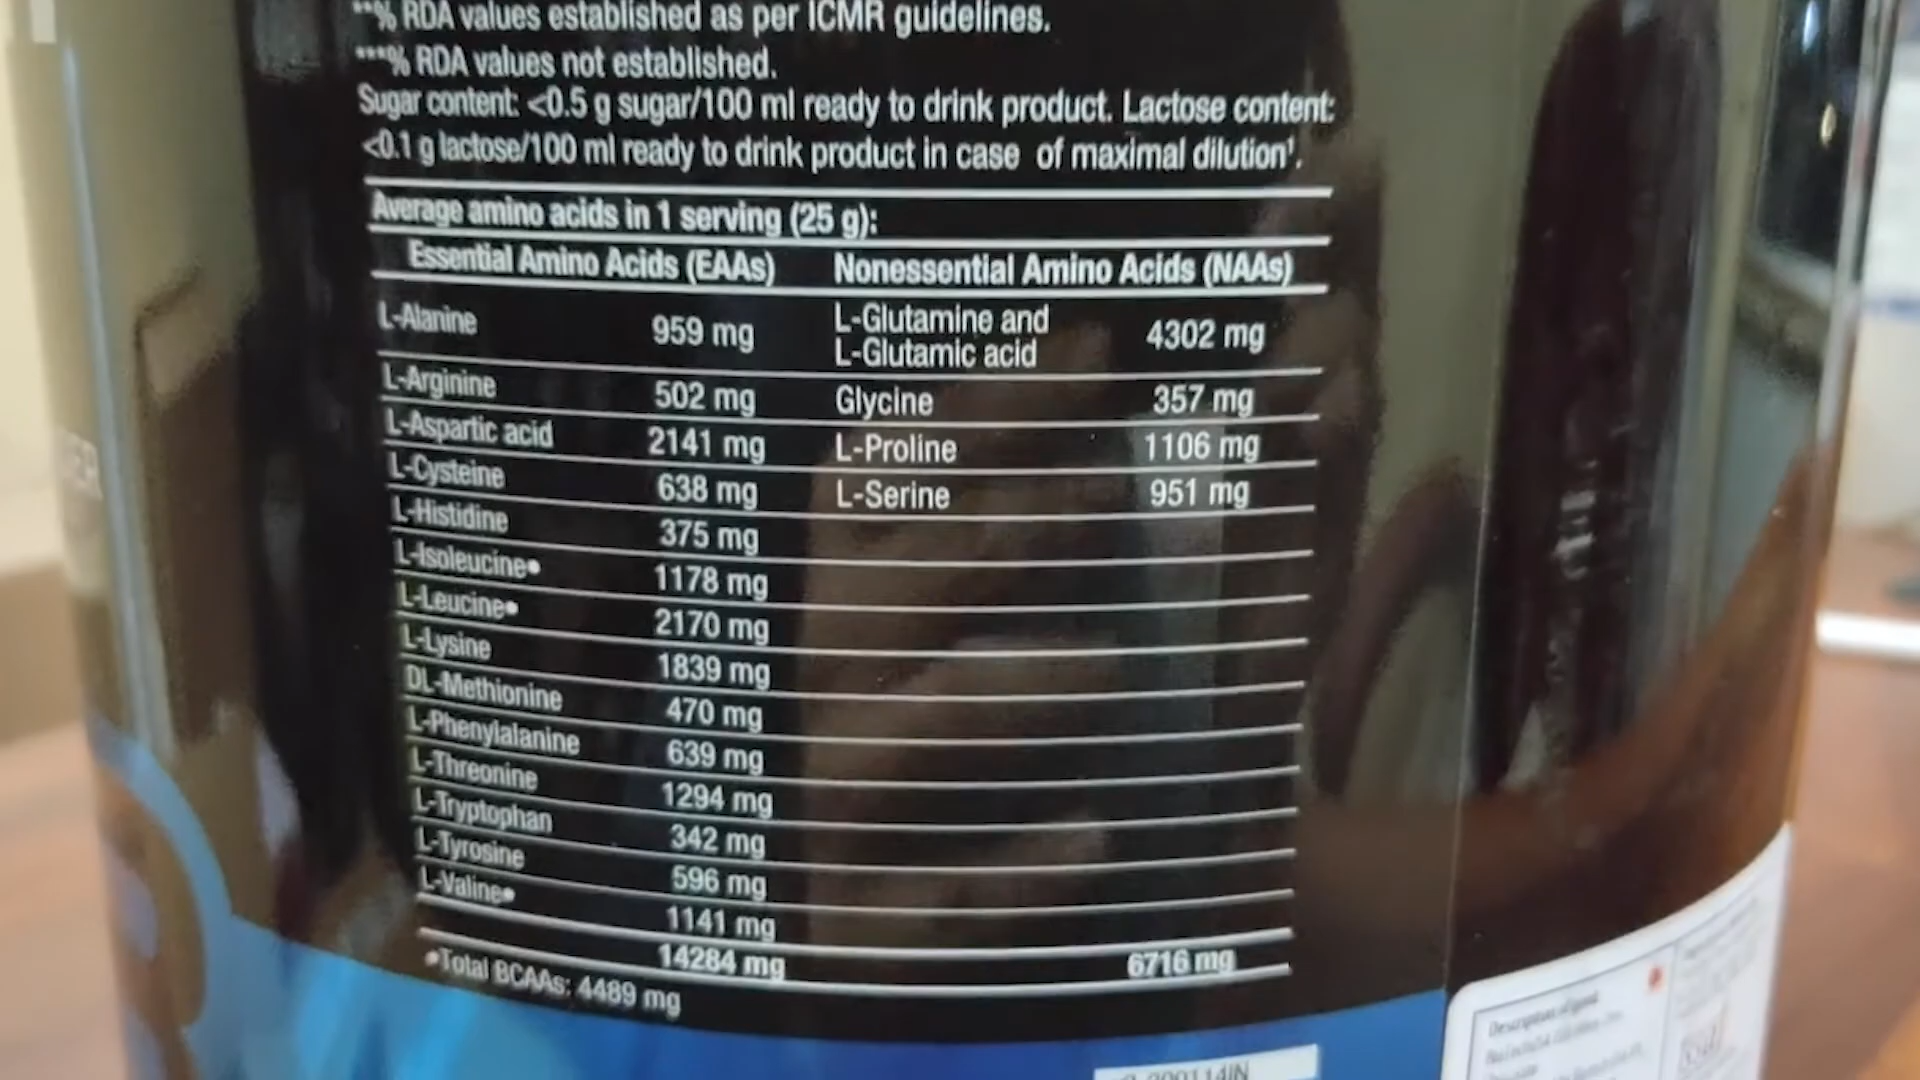 **% RDA values established as per ICMR guidelines.
***% RDA values not established.
Sugar content: <0.5 g sugar/100 ml ready to drink product. Lactose content:
<0.1 g lactose/100 ml ready to drink product in case of maximal dilution¹.
Average amino acids in 1 serving (25 g):
Essential Amino Acids (EAAs) Nonessential Amino Acids (NAAs)
L-Alanine 959 mg L-Glutamine and
L-Glutamic acid 4302 mg
L-Arginine 502 mg Glycine 357 mg
L-Aspartic acid 2141 mg L-Proline 1106 mg
L-Cysteine 638 mg L-Serine 951 mg
L-Histidine 375 mg
L-Isoleucine• 1178 mg
L-Leucine• 2170 mg
L-Lysine 1839 mg
DL-Methionine 470 mg
L-Phenylalanine 639 mg
L-Threonine 1294 mg
L-Tryptophan 342 mg
L-Tyrosine 596 mg
L-Valine• 1141 mg
14284 mg 6716 mg
•Total BCAAs: 4489 mg